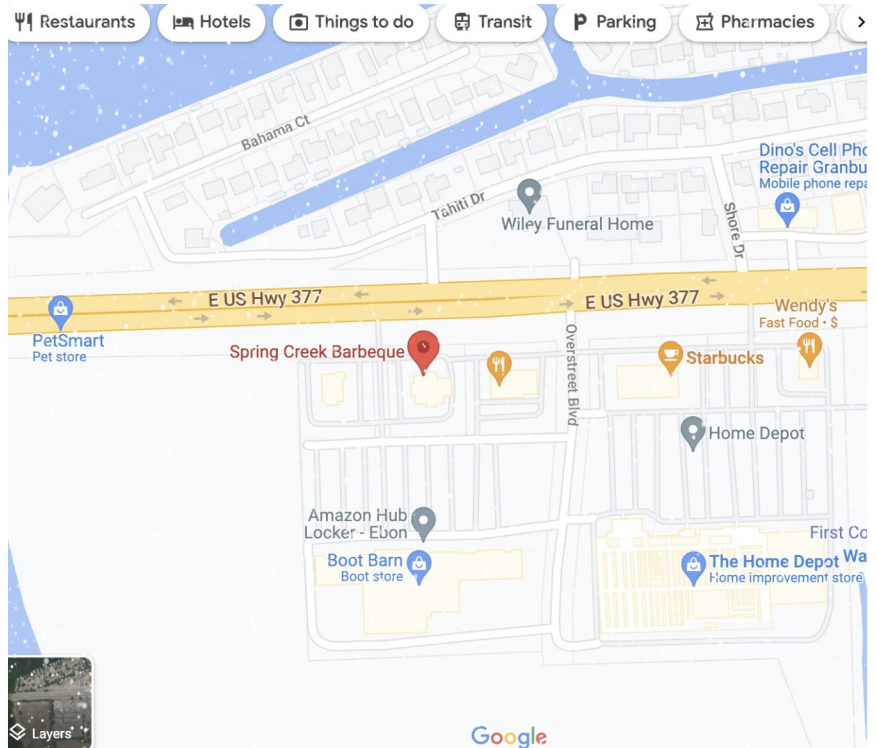 Restaurants
Hotels
Things to do
Transit
Parking
Pharmacies
Bahama Ct
Dino's Cell Pho
Repair Granbu
Mobile phone repa
Tahiti Dr
Wiley Funeral Home
Shore Dr
E US Hwy 377
E US Hwy 377
Wendy's
Fast Food • $
PetSmart
Pet store
Spring Creek Barbeque
Overstreet Blvd
Starbucks
Home Depot
Amazon Hub
Locker - Ebon
Boot Barn
Boot store
First Co
The Home Depot
Wa
Home improvement store
Layers
Google